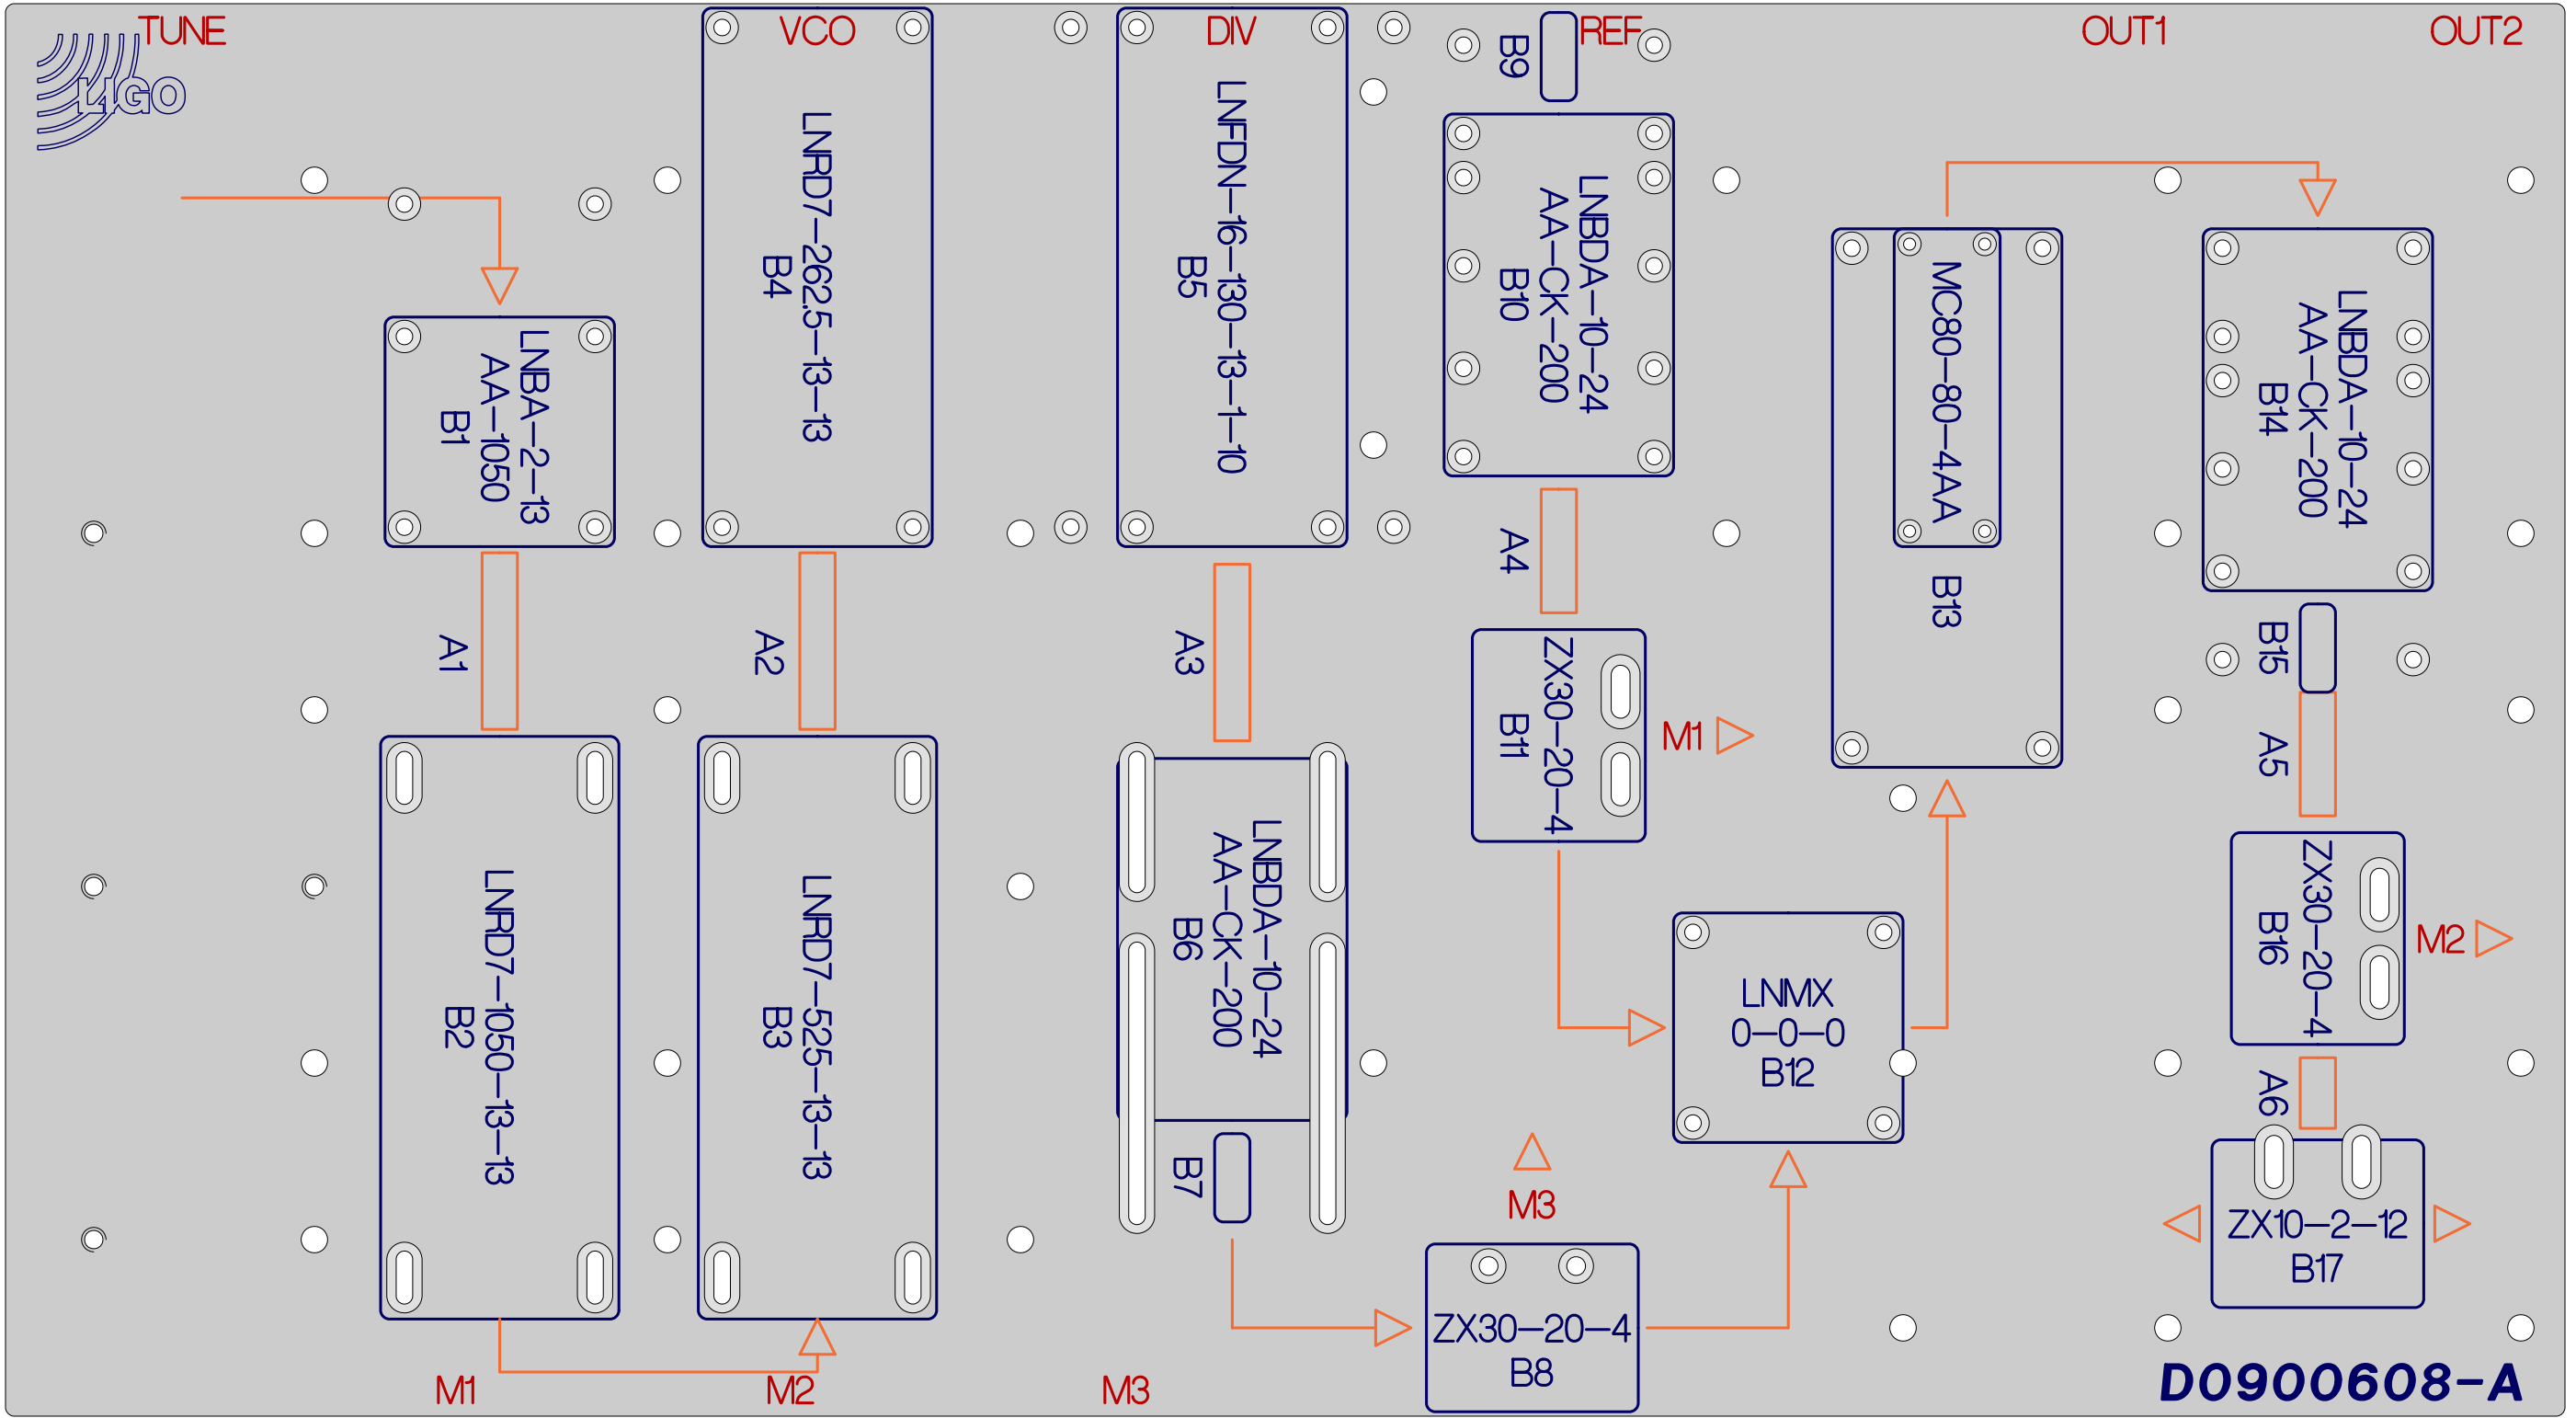 TUNE
VCO
DIV
REF
OUT1
OUT2
LIGO
LNBA-2-13
AA-1050
B1
A1
LNRD7-1050-13-13
B2
M1
LNRD7-262.5-13-13
B4
A2
LNRD7-525-13-13
B3
M2
LNFDN-16-130-13-1-10
B5
A3
LNBDA-10-24
AA-CK-200
B6
B7
M3
B9
LNBDA-10-24
AA-CK-200
B10
A4
ZX30-20-4
B11
M1
LNMX
0-0-0
B12
M3
ZX30-20-4
B8
MC80-80-4AA
B13
LNBDA-10-24
AA-CK-200
B14
B15
A5
ZX30-20-4
B16
M2
A6
ZX10-2-12
B17
D0900608-A